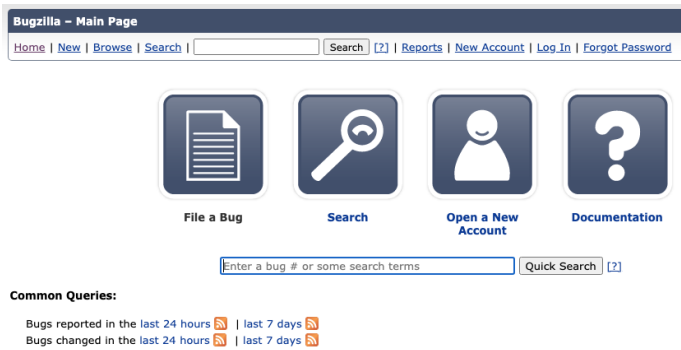 Bugzilla – Main Page
Home | New | Browse | Search | Search [?] | Reports | New Account | Log In | Forgot Password
File a Bug
Search
Open a New
Account
Documentation
Enter a bug # or some search terms Quick Search [?]
Common Queries:
Bugs reported in the last 24 hours | last 7 days
Bugs changed in the last 24 hours | last 7 days